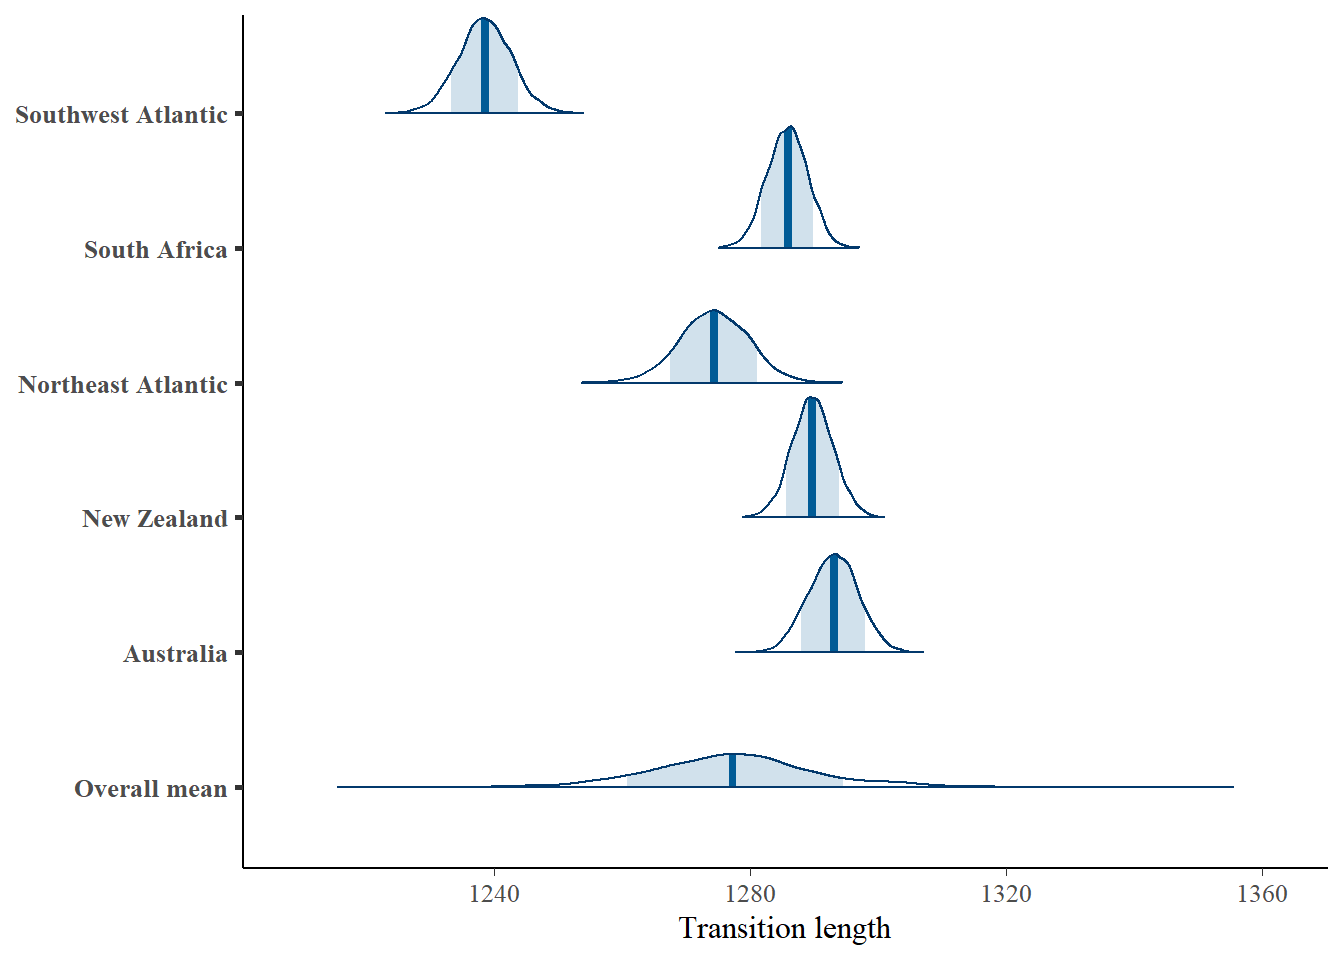 Southwest Atlantic
South Africa
Northeast Atlantic
New Zealand
Australia
Overall mean
1240 1280 1320 1360
Transition length